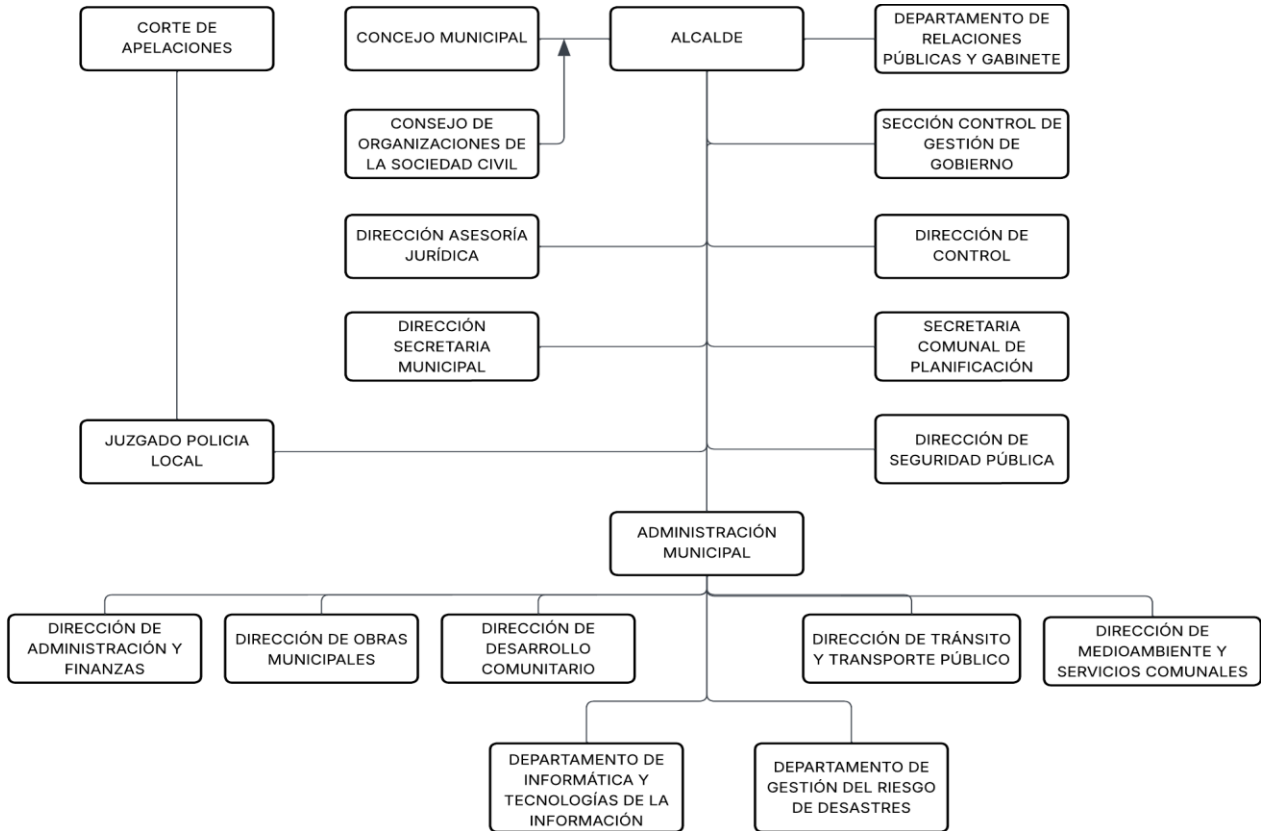 CORTE DE
APELACIONES
CONCEJO MUNICIPAL
ALCALDE
DEPARTAMENTO DE
RELACIONES
PÚBLICAS Y GABINETE
CONSEJO DE
ORGANIZACIONES DE
LA SOCIEDAD CIVIL
SECCIÓN CONTROL DE
GESTIÓN DE
GOBIERNO
DIRECCIÓN ASESORÍA
JURÍDICA
DIRECCIÓN DE
CONTROL
DIRECCIÓN
SECRETARIA
MUNICIPAL
SECRETARIA
COMUNAL DE
PLANIFICACIÓN
JUZGADO POLICIA
LOCAL
DIRECCIÓN DE
SEGURIDAD PÚBLICA
ADMINISTRACIÓN
MUNICIPAL
DIRECCIÓN DE
ADMINISTRACIÓN Y
FINANZAS
DIRECCIÓN DE OBRAS
MUNICIPALES
DIRECCIÓN DE
DESARROLLO
COMUNITARIO
DIRECCIÓN DE TRÁNSITO
Y TRANSPORTE PÚBLICO
DIRECCIÓN DE
MEDIOAMBIENTE Y
SERVICIOS COMUNALES
DEPARTAMENTO DE
INFORMÁTICA Y
TECNOLOGÍAS DE LA
INFORMACIÓN
DEPARTAMENTO DE
GESTIÓN DEL RIESGO
DE DESASTRES